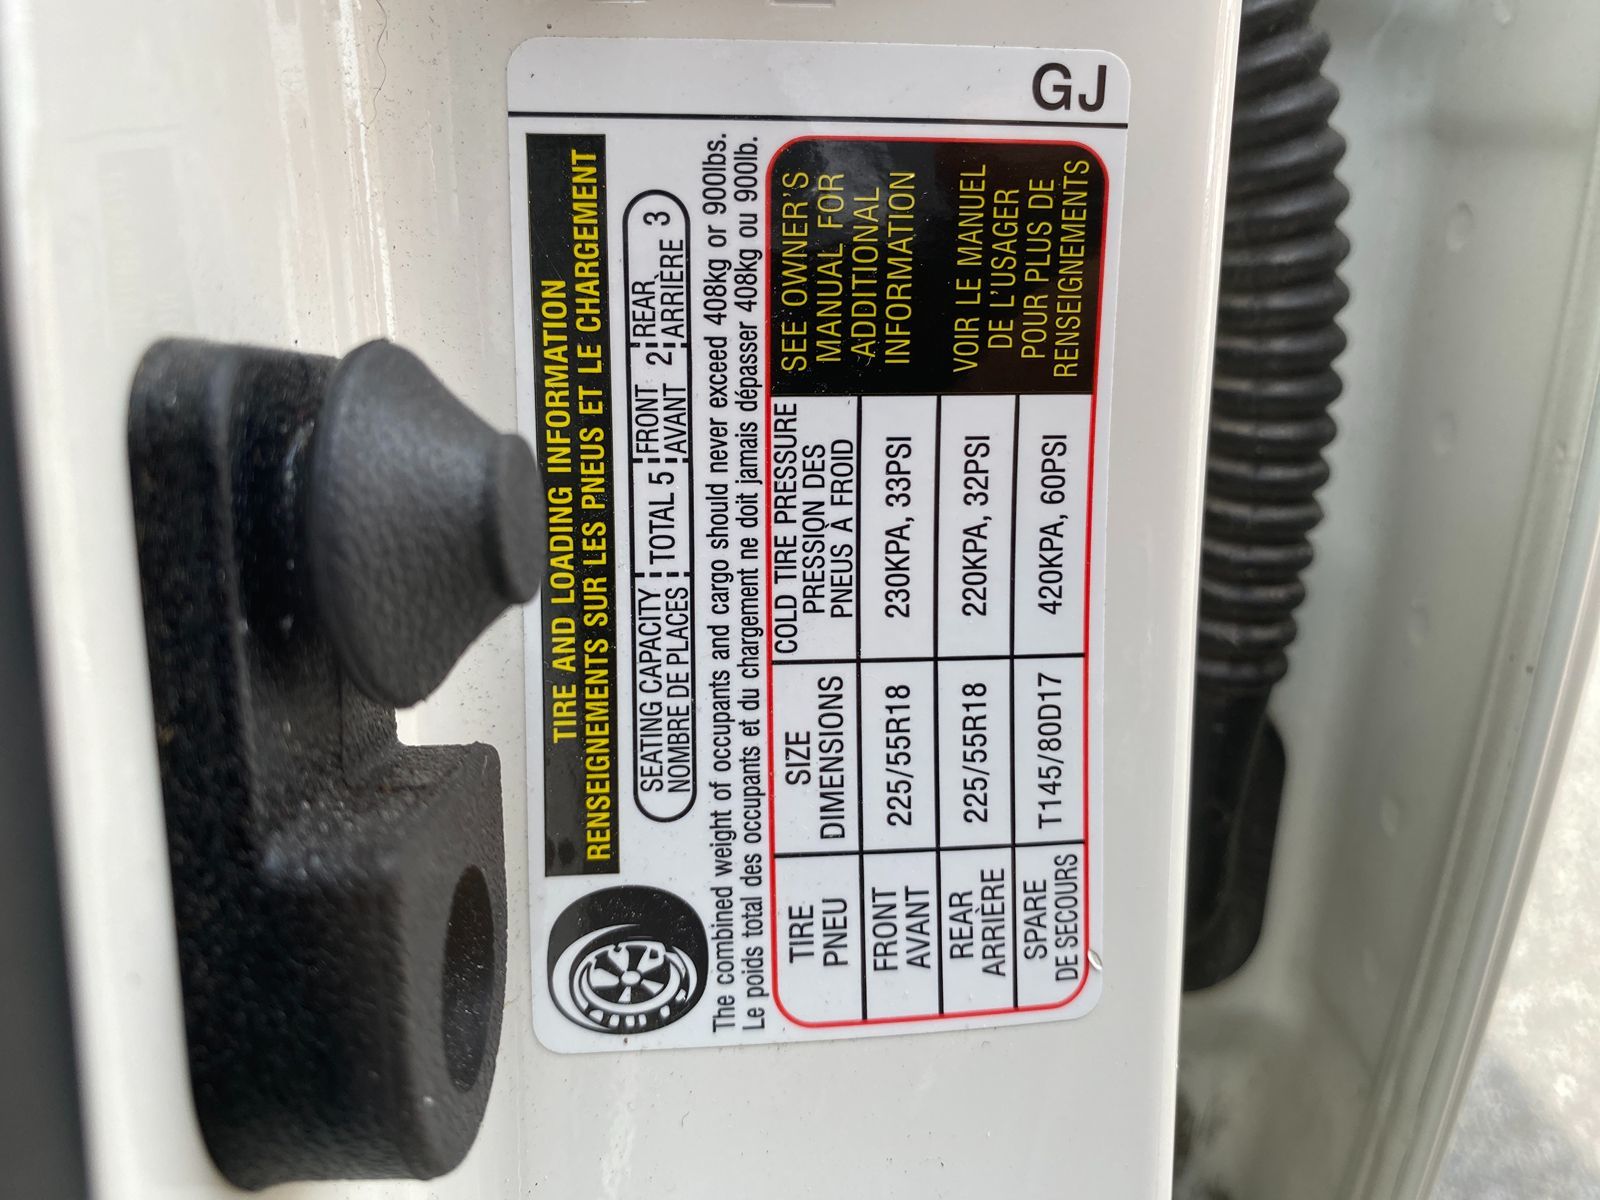 GJ
TIRE AND LOADING INFORMATION
RENSEIGNEMENTS SUR LES PNEUS ET LE CHARGEMENT
SEATING CAPACITY TOTAL 5 FRONT 2 REAR 3
NOMBRE DE PLACES AVANT ARRIÈRE
The combined weight of occupants and cargo should never exceed 408kg or 900lbs.
Le poids total des occupants et du chargement ne doit jamais dépasser 408kg ou 900lb.
TIRE SIZE COLD TIRE PRESSURE
PNEU DIMENSIONS PRESSION DES
PNEUS À FROID
FRONT 225/55R18 230KPA, 33PSI
AVANT
REAR 225/55R18 220KPA, 32PSI
ARRIÈRE
SPARE T145/80D17 420KPA, 60PSI
DE SECOURS
SEE OWNER'S
MANUAL FOR
ADDITIONAL
INFORMATION
VOIR LE MANUEL
DE L'USAGER
POUR PLUS DE
RENSEIGNEMENTS